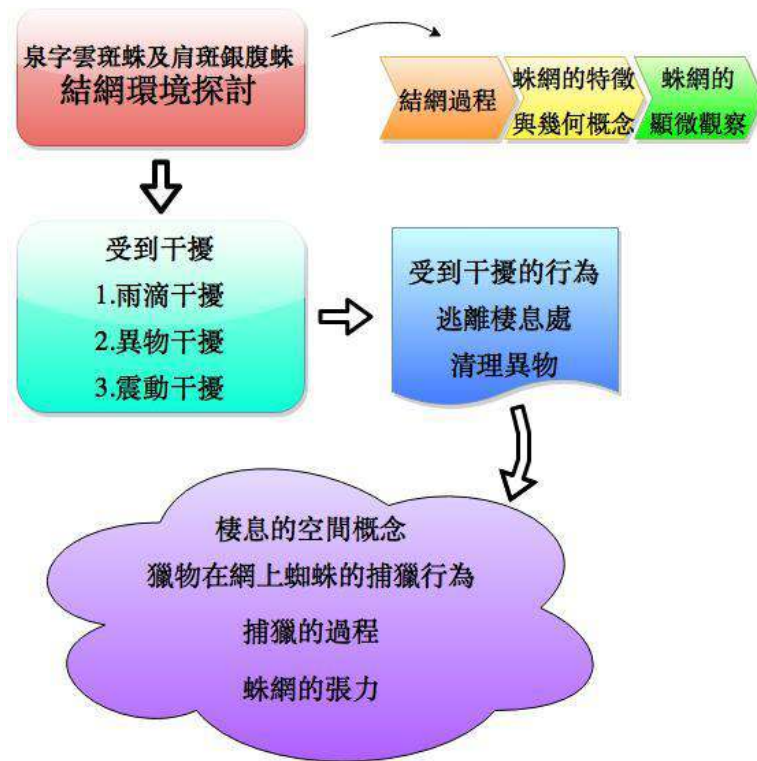 泉字雲斑蛛及肩斑銀腹蛛
結網環境探討
結網過程
蛛網的特徵
與幾何概念
蛛網的
顯微觀察
受到干擾
1.雨滴干擾
2.異物干擾
3.震動干擾
受到干擾的行為
逃離棲息處
清理異物
棲息的空間概念
獵物在網上蜘蛛的捕獵行為
捕獵的過程
蛛網的張力